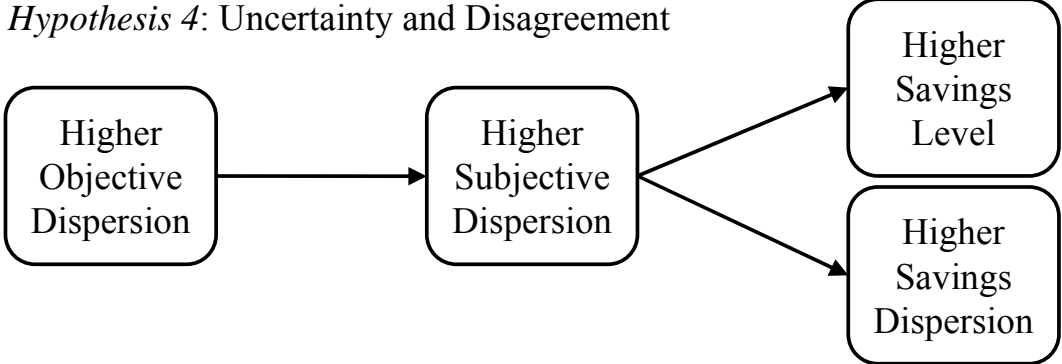 Hypothesis 4: Uncertainty and Disagreement
Higher
Objective
Dispersion
Higher
Subjective
Dispersion
Higher
Savings
Level
Higher
Savings
Dispersion